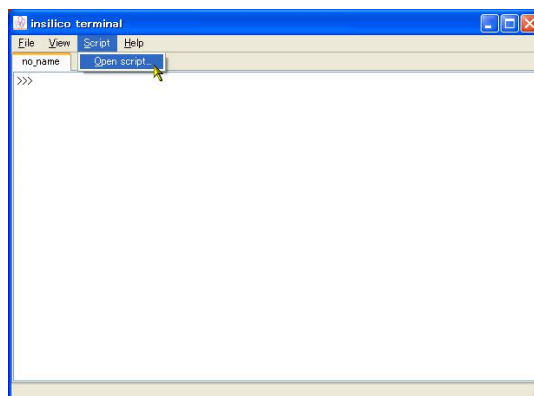 insilico terminal
File View Script Help
no_name
Open script...
>>>